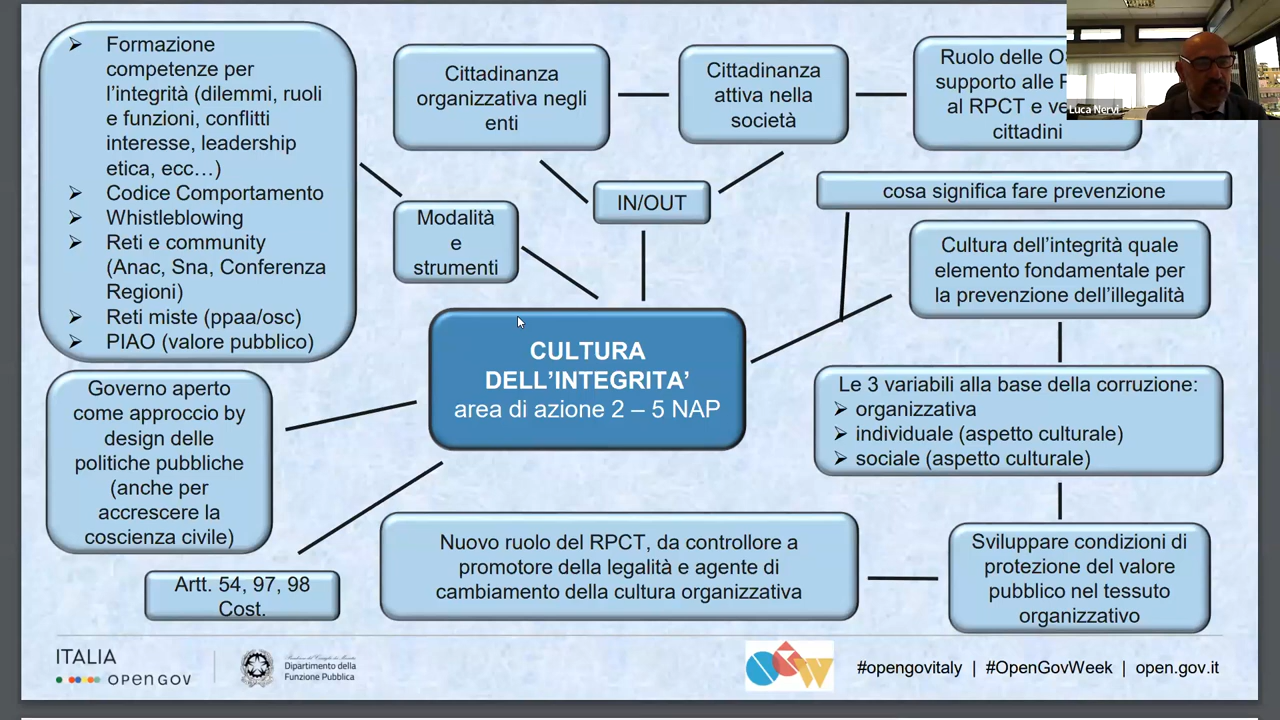 Formazione
competenze per
l'integrità (dilemmi, ruoli
e funzioni, conflitti
interesse, leadership
etica, ecc…)
Codice Comportamento
Whistleblowing
Reti e community
(Anac, Sna, Conferenza
Regioni)
Reti miste (ppaa/osc)
PIAO (valore pubblico)
Cittadinanza
organizzativa negli
enti
Cittadinanza
attiva nella
società
Ruolo delle
supporto alle
al RPCT e
cittadini
Luca Nervi
IN/OUT
cosa significa fare prevenzione
Modalità
e
strumenti
Cultura dell'integrità quale
elemento fondamentale per
la prevenzione dell'illegalità
CULTURA
DELL'INTEGRITA'
area di azione 2 – 5 NAP
Le 3 variabili alla base della corruzione:
organizzativa
individuale (aspetto culturale)
sociale (aspetto culturale)
Governo aperto
come approccio by
design delle
politiche pubbliche
(anche per
accrescere la
coscienza civile)
Nuovo ruolo del RPCT, da controllore a
promotore della legalità e agente di
cambiamento della cultura organizzativa
Sviluppare condizioni di
protezione del valore
pubblico nel tessuto
organizzativo
Artt. 54, 97, 98
Cost.
ITALIA
OPEN GOV
Dipartimento della
Funzione Pubblica
#opengovitaly | #OpenGovWeek | open.gov.it